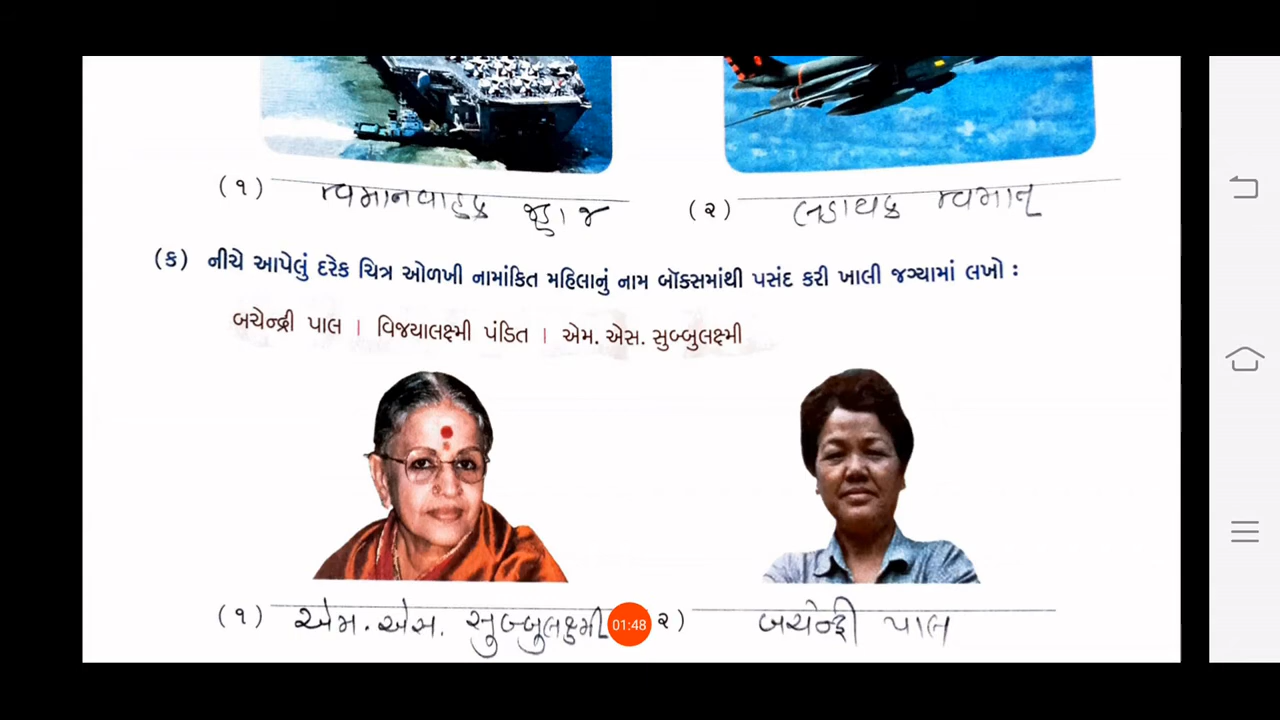 (૧) વિમાનવાહક જહાજ (૨) લડાયક વિમાન
(ક) નીચે આપેલું દરેક ચિત્ર ઓળખી નામાંકિત મહિલાનું નામ બૉક્સમાંથી પસંદ કરી ખાલી જગ્યામાં લખો :
બચેન્દ્રી પાલ | વિજયાલક્ષ્મી પંડિત | એમ. એસ. સુબ્બુલક્ષ્મી
(૧) એમ. એસ. સુબ્બુલક્ષ્મી ૨) બચેન્દ્રી પાલ
01:48